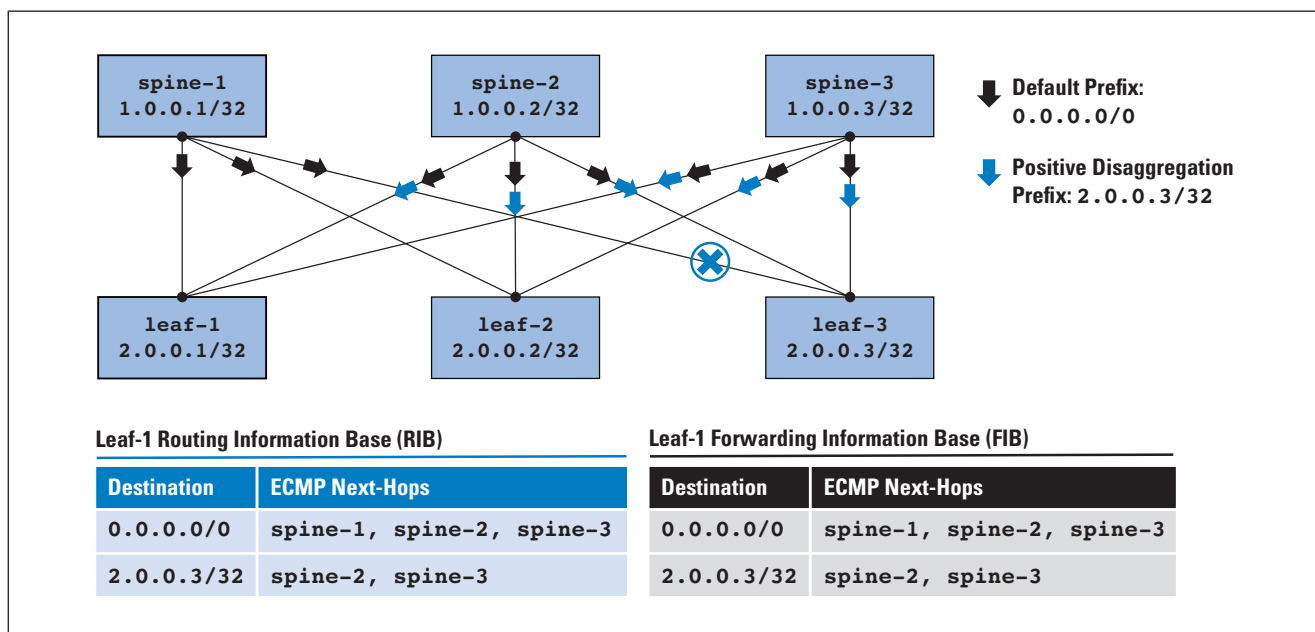 spine-1
1.0.0.1/32
spine-2
1.0.0.2/32
spine-3
1.0.0.3/32
Default Prefix:
0.0.0.0/0
Positive Disaggregation
Prefix: 2.0.0.3/32
leaf-1
2.0.0.1/32
leaf-2
2.0.0.2/32
leaf-3
2.0.0.3/32
Leaf-1 Routing Information Base (RIB)
Destination ECMP Next-Hops
0.0.0.0/0 spine-1, spine-2, spine-3
2.0.0.3/32 spine-2, spine-3
Leaf-1 Forwarding Information Base (FIB)
Destination ECMP Next-Hops
0.0.0.0/0 spine-1, spine-2, spine-3
2.0.0.3/32 spine-2, spine-3